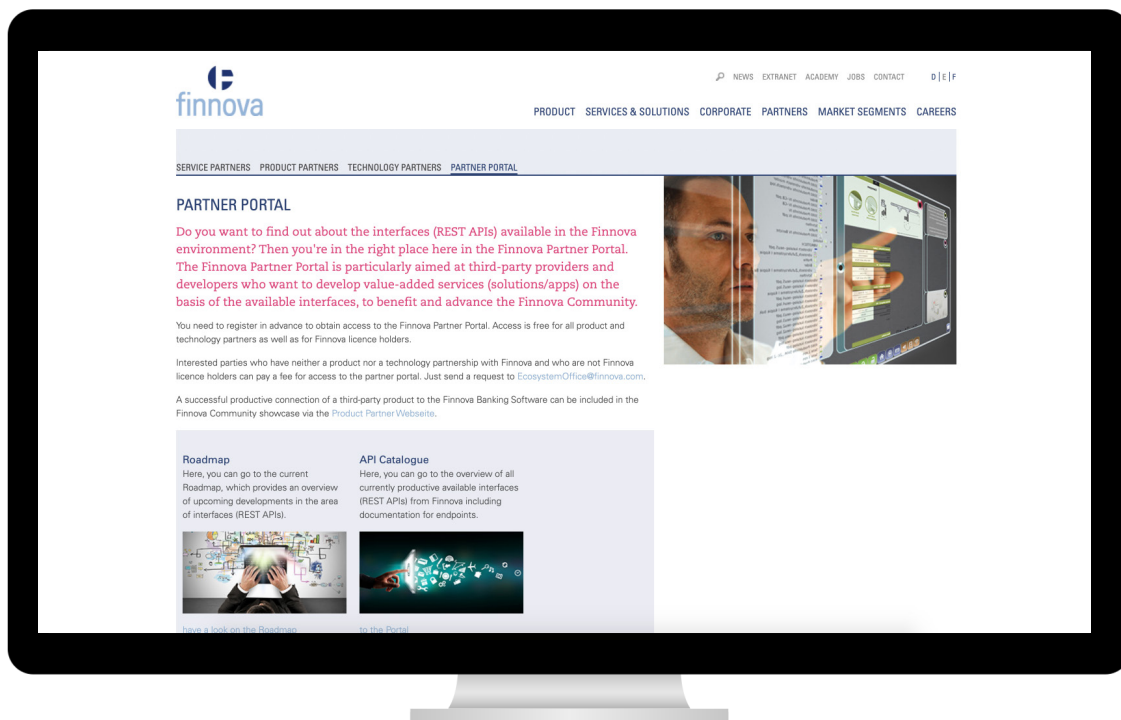 finnova
NEWS EXTRANET ACADEMY JOBS CONTACT D | E | F
PRODUCT SERVICES & SOLUTIONS CORPORATE PARTNERS MARKET SEGMENTS CAREERS
SERVICE PARTNERS PRODUCT PARTNERS TECHNOLOGY PARTNERS PARTNER PORTAL
PARTNER PORTAL
Do you want to find out about the interfaces (REST APIs) available in the Finnova
environment? Then you're in the right place here in the Finnova Partner Portal.
The Finnova Partner Portal is particularly aimed at third-party providers and
developers who want to develop value-added services (solutions/apps) on the
basis of the available interfaces, to benefit and advance the Finnova Community.
You need to register in advance to obtain access to the Finnova Partner Portal. Access is free for all product and
technology partners as well as for Finnova licence holders.
Interested parties who have neither a product nor a technology partnership with Finnova and who are not Finnova
licence holders can pay a fee for access to the partner portal. Just send a request to EcosystemOffice@finnova.com.
A successful productive connection of a third-party product to the Finnova Banking Software can be included in the
Finnova Community showcase via the Product Partner Webseite.
Roadmap
Here, you can go to the current
Roadmap, which provides an overview
of upcoming developments in the area
of interfaces (REST APIs).
have a look on the Roadmap
API Catalogue
Here, you can go to the overview of all
currently productive available interfaces
(REST APIs) from Finnova including
documentation for endpoints.
to the Portal